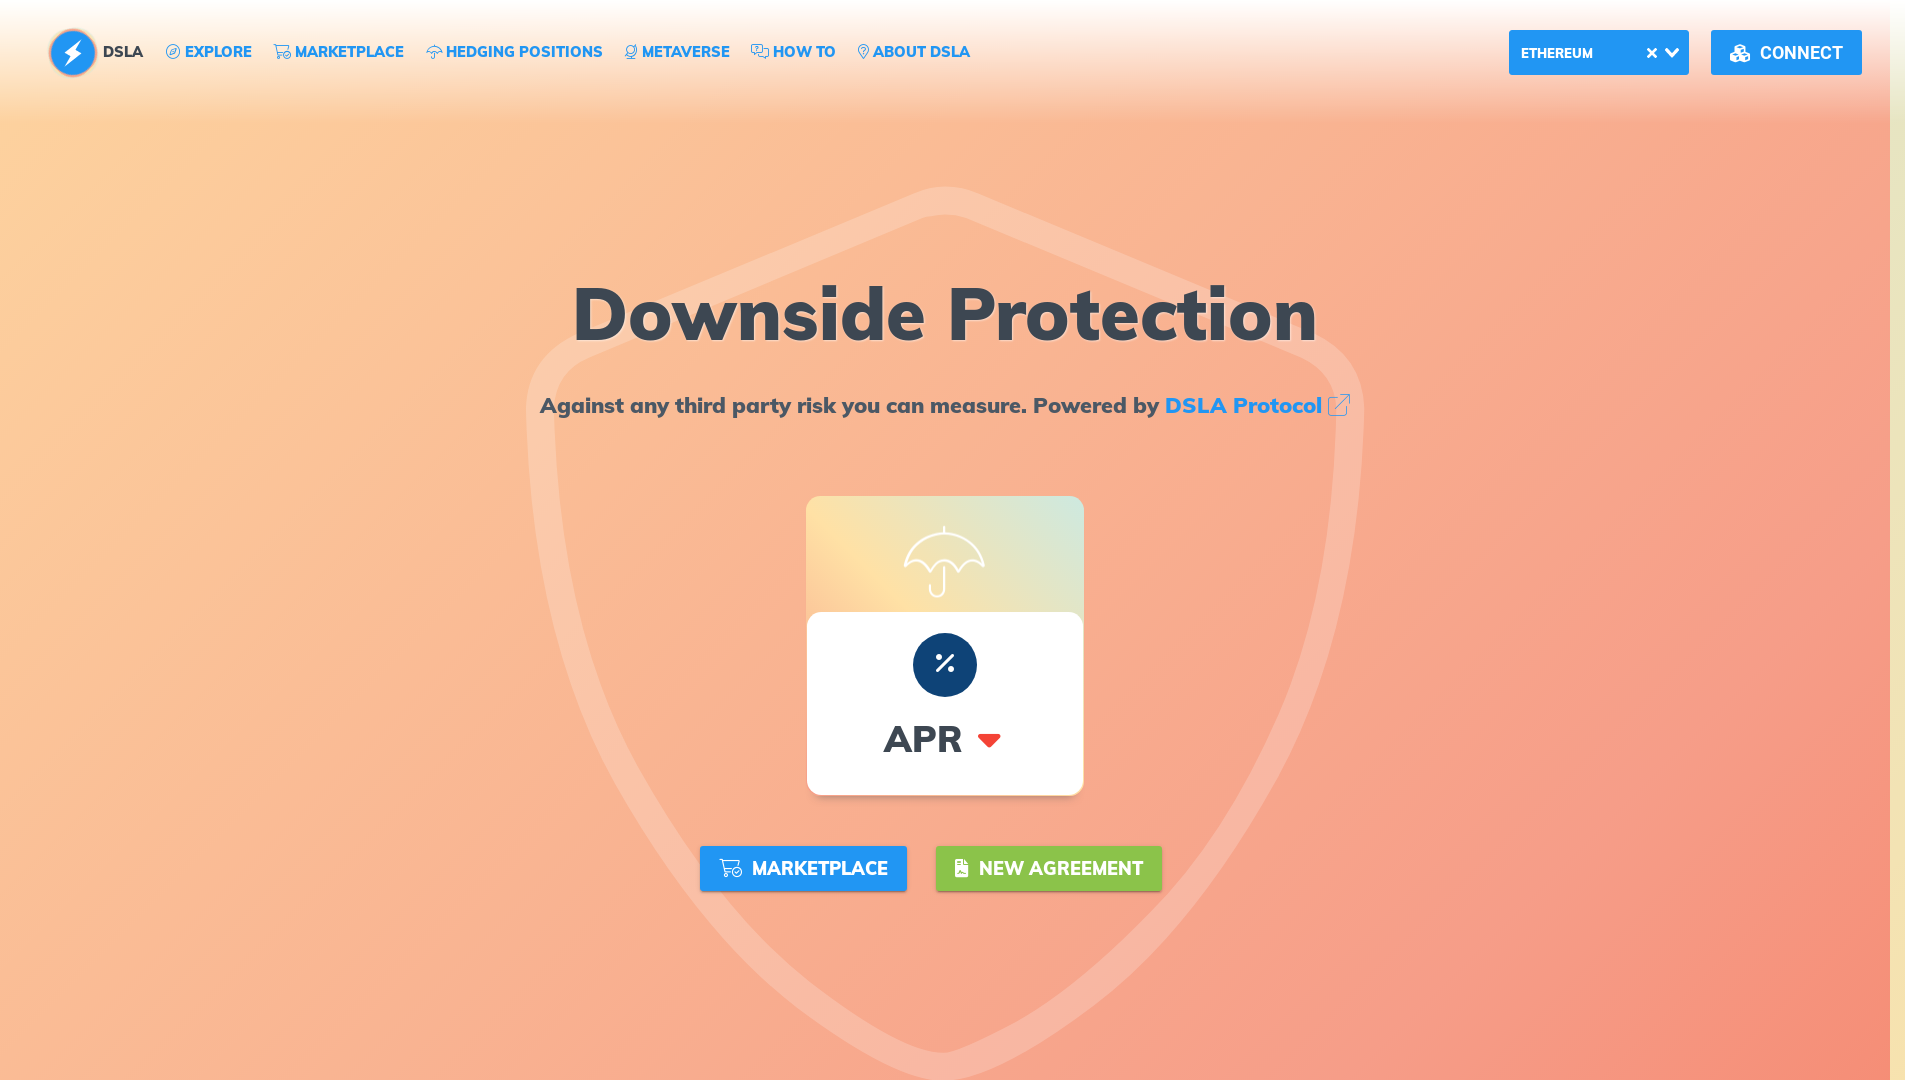 DSLA
EXPLORE
MARKETPLACE
HEDGING POSITIONS
METAVERSE
HOW TO
ABOUT DSLA
ETHEREUM
CONNECT
Downside Protection
Against any third party risk you can measure. Powered by DSLA Protocol
%
APR
MARKETPLACE
NEW AGREEMENT